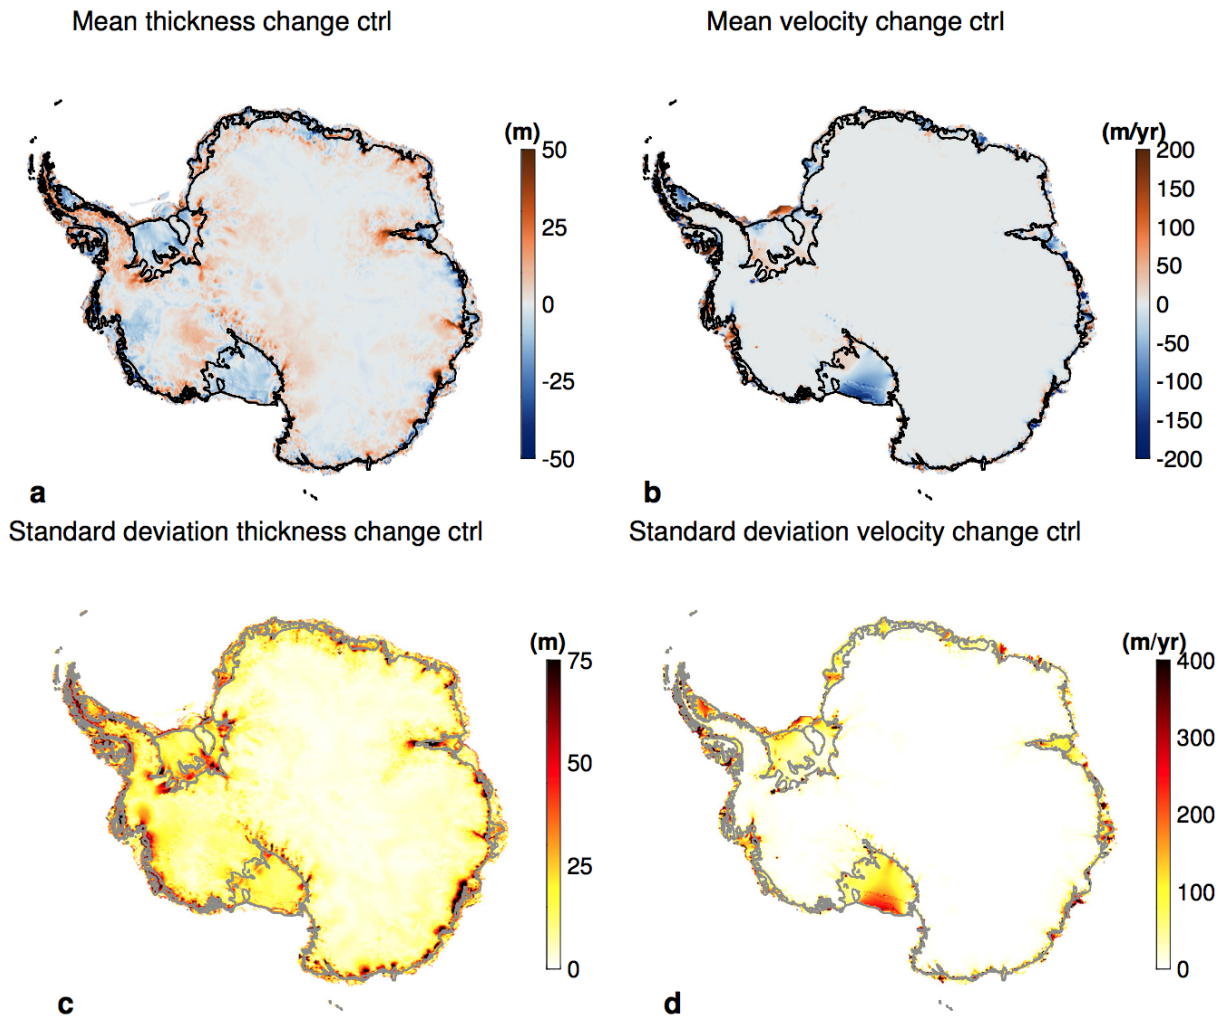 Mean thickness change ctrl
Mean velocity change ctrl
(m)
50
25
0
-25
-50
(m/yr)
200
150
100
50
0
-50
-100
-150
-200
a
b
Standard deviation thickness change ctrl
Standard deviation velocity change ctrl
(m)
75
50
25
0
(m/yr)
400
300
200
100
0
c
d